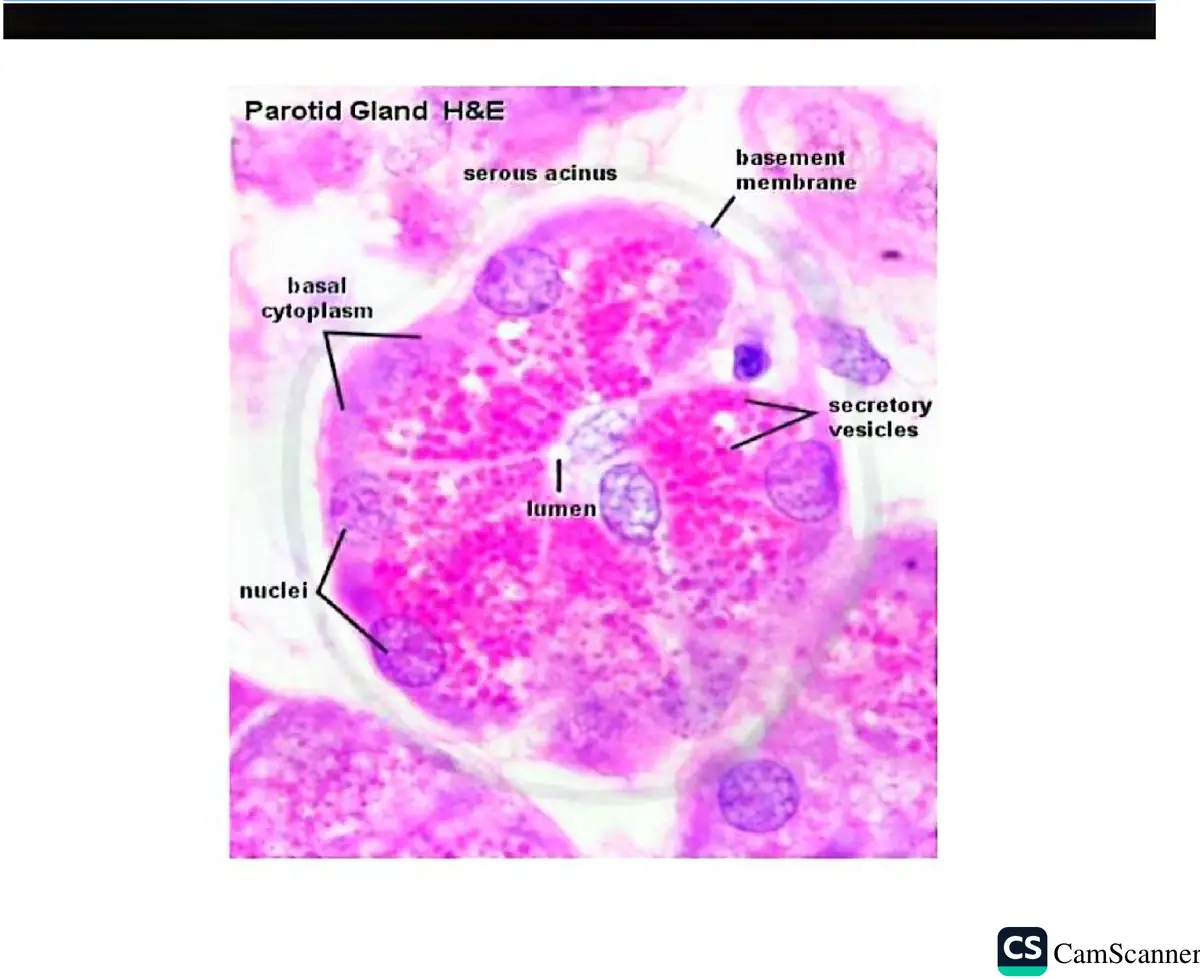 Parotid Gland H&E
serous acinus
basement
membrane
basal
cytoplasm
secretory
vesicles
lumen
nuclei
CS CamScanner